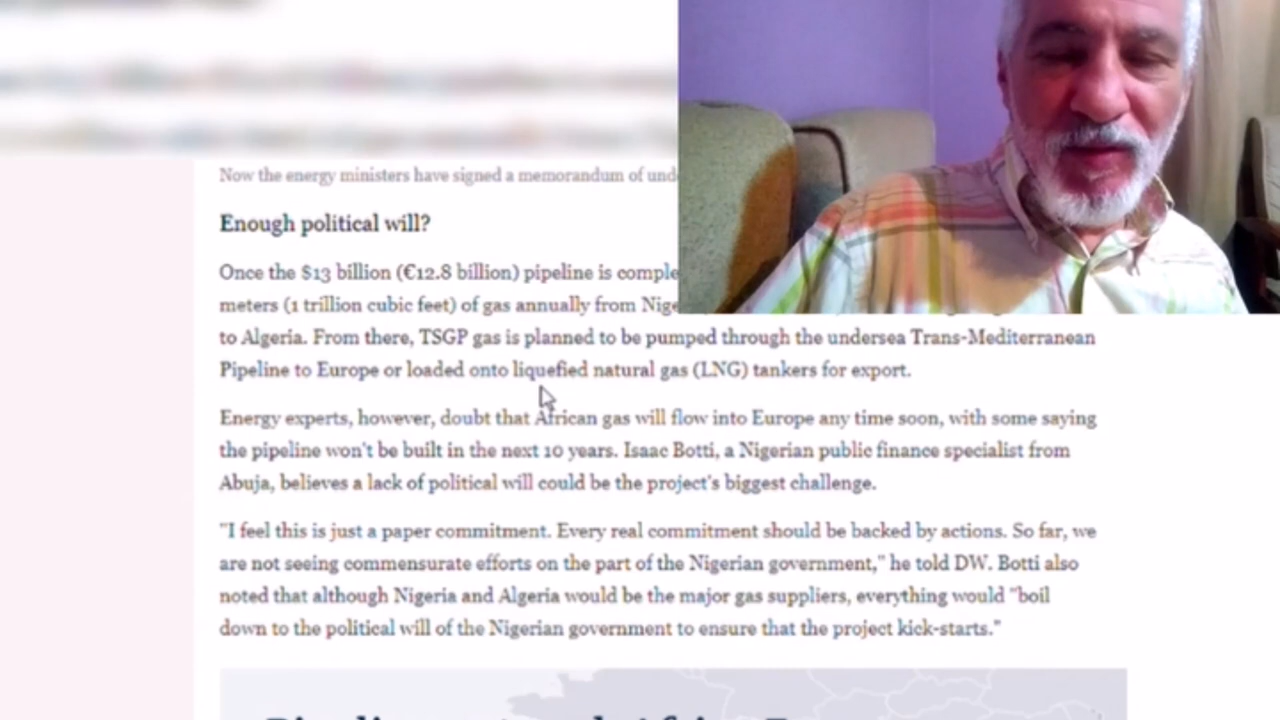 Now the energy ministers have signed a memorandum of und
Enough political will?
Once the $13 billion (€12.8 billion) pipeline is comple
meters (1 trillion cubic feet) of gas annually from Nige
to Algeria. From there, TSGP gas is planned to be pumped through the undersea Trans-Mediterranean
Pipeline to Europe or loaded onto liquefied natural gas (LNG) tankers for export.
Energy experts, however, doubt that African gas will flow into Europe any time soon, with some saying
the pipeline won't be built in the next 10 years. Isaac Botti, a Nigerian public finance specialist from
Abuja, believes a lack of political will could be the project's biggest challenge.
"I feel this is just a paper commitment. Every real commitment should be backed by actions. So far, we
are not seeing commensurate efforts on the part of the Nigerian government," he told DW. Botti also
noted that although Nigeria and Algeria would be the major gas suppliers, everything would "boil
down to the political will of the Nigerian government to ensure that the project kick-starts."